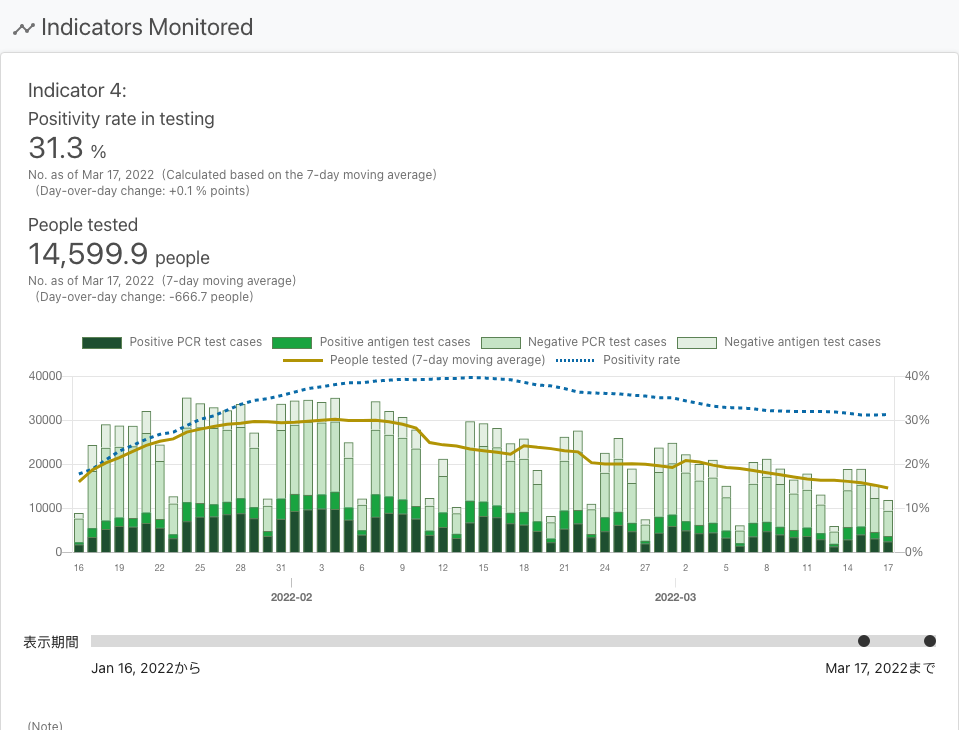 Indicators Monitored
Indicator 4:
Positivity rate in testing
31.3 %
No. as of Mar 17, 2022 (Calculated based on the 7-day moving average)
(Day-over-day change: +0.1 % points)
People tested
14,599.9 people
No. as of Mar 17, 2022 (7-day moving average)
(Day-over-day change: -666.7 people)
Positive PCR test cases Positive antigen test cases Negative PCR test cases Negative antigen test cases
People tested (7-day moving average) Positivity rate
40000 40%
30000 30%
20000 20%
10000 10%
0 0%
16 19 22 25 28 31 3 6 9 12 15 18 21 24 27 2 5 8 11 14 17
2022-02 2022-03
表示期間
Jan 16, 2022から Mar 17, 2022まで
(Note)